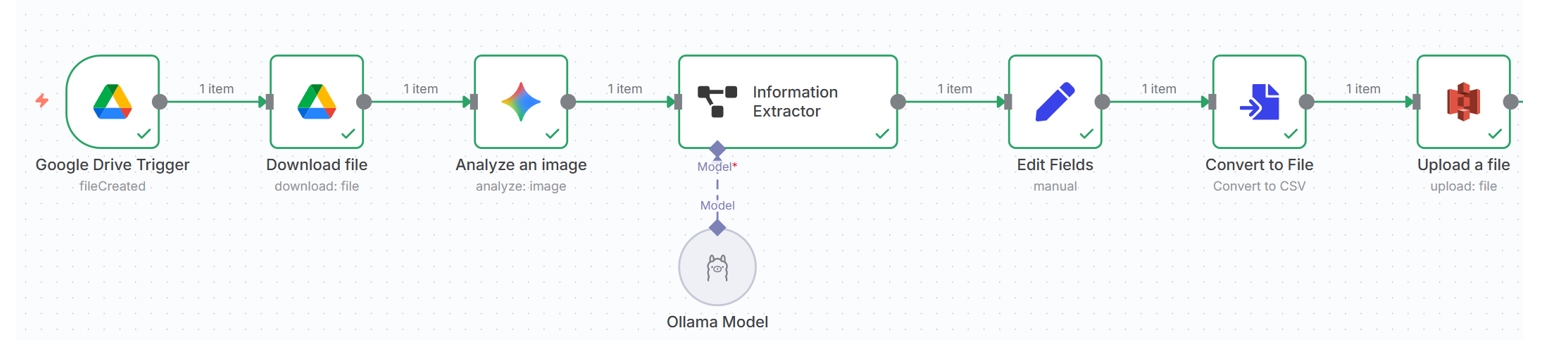 1 item
1 item
1 item
1 item
1 item
1 item
Information
Extractor
Google Drive Trigger
fileCreated
Download file
download: file
Analyze an image
analyze: image
Model*
Model
Ollama Model
Edit Fields
manual
Convert to File
Convert to CSV
Upload a file
upload: file